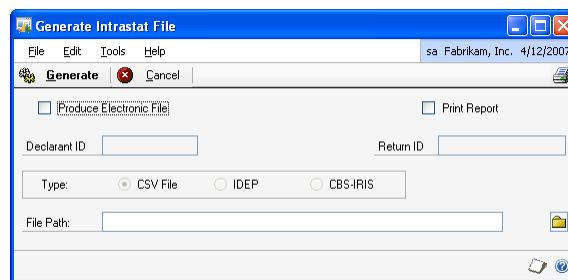 Generate Intrastat File
File Edit Tools Help sa Fabrikam, Inc. 4/12/2007
Generate Cancel
Produce Electronic File Print Report
Declarant ID Return ID
Type: CSV File IDEP CBS-IRIS
File Path: